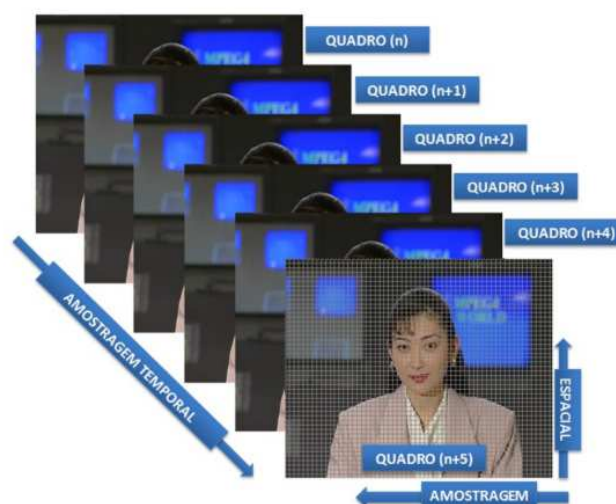 QUADRO (n)
MPEG4
QUADRO (n+1)
MPEG4
QUADRO (n+2)
QUADRO (n+3)
QUADRO (n+4)
MPEG4
WORLD
AMOSTRAGEM TEMPORAL
ESPACIAL
QUADRO (n+5)
AMOSTRAGEM